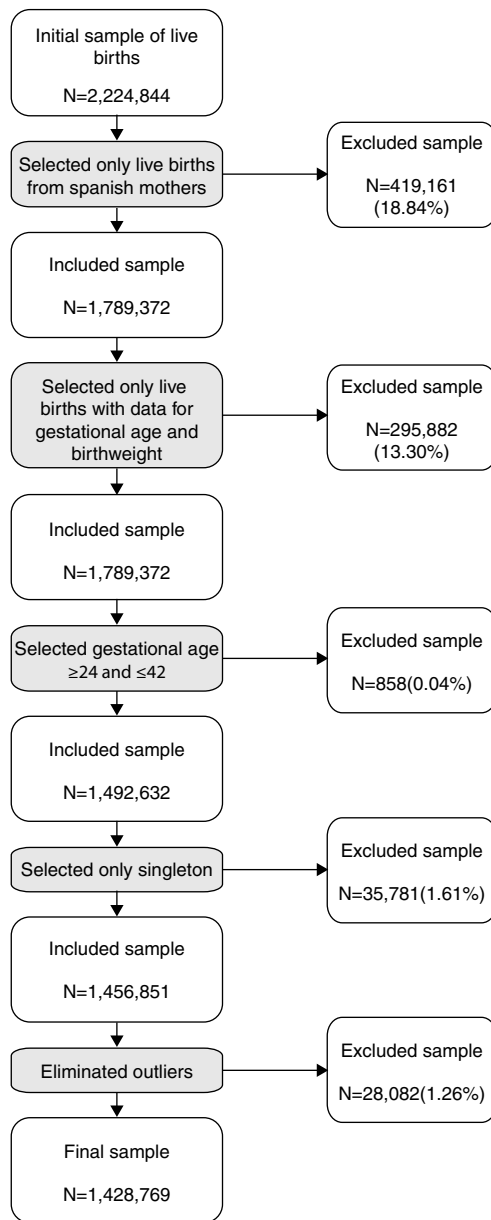 Initial sample of live
births
N=2,224,844
Selected only live births
from spanish mothers
Excluded sample
N=419,161
(18.84%)
Included sample
N=1,789,372
Selected only live
births with data for
gestational age and
birthweight
Excluded sample
N=295,882
(13.30%)
Included sample
N=1,789,372
Selected gestational age
≥24 and ≤42
Excluded sample
N=858(0.04%)
Included sample
N=1,492,632
Selected only singleton
Excluded sample
N=35,781(1.61%)
Included sample
N=1,456,851
Eliminated outliers
Excluded sample
N=28,082(1.26%)
Final sample
N=1,428,769